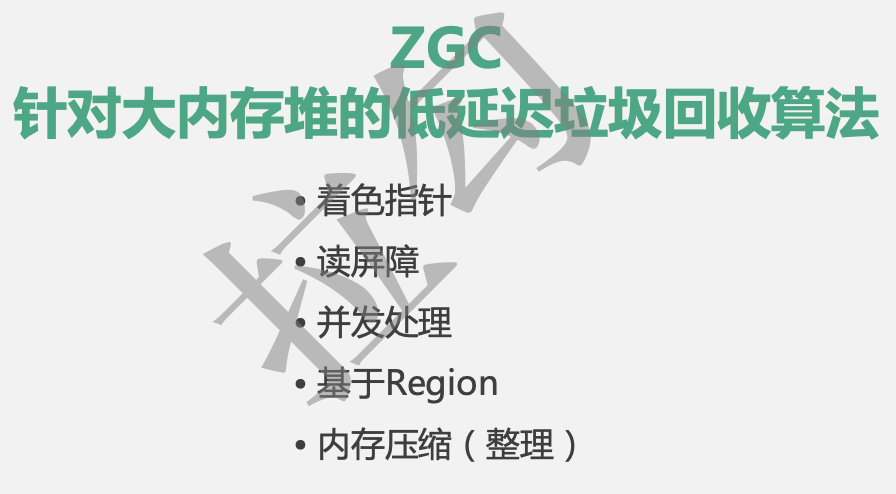 ZGC
针对大内存堆的低延迟垃圾回收算法
• 着色指针
• 读屏障
• 并发处理
• 基于Region
• 内存压缩（整理）
拉勾